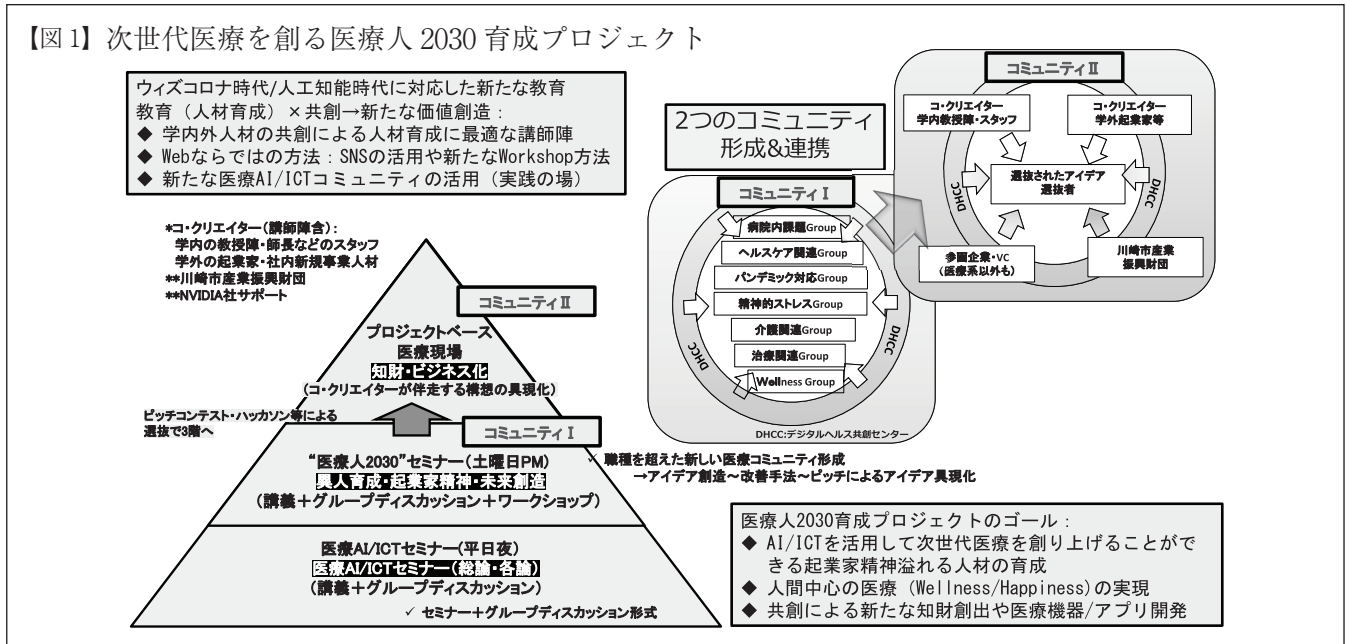 【図1】次世代医療を創る医療人 2030 育成プロジェクト
ウィズコロナ時代/人工知能時代に対応した新たな教育
教育（人材育成）×共創→新たな価値創造：
◆ 学内外人材の共創による人材育成に最適な講師陣
◆ Webならではの方法：SNSの活用や新たなWorkshop方法
◆ 新たな医療AI/ICTコミュニティの活用（実践の場）
*コ・クリエイター(講師陣含)：
学内の教授陣・師長などのスタッフ
学外の起業家・社内新規事業人材
**川崎市産業振興財団
**NVIDIA社サポート
コミュニティⅡ
プロジェクトベース
医療現場
知財・ビジネス化
(コ・クリエイターが伴走する構想の具現化)
ピッチコンテスト・ハッカソン等による
選抜で3階へ
コミュニティⅠ
“医療人2030”セミナー(土曜日PM)
異人育成・起業家精神・未来創造
(講義＋グループディスカッション＋ワークショップ)
医療AI/ICTセミナー(平日夜)
医療AI/ICTセミナー(総論・各論)
(講義＋グループディスカッション)
✓ セミナー＋グループディスカッション形式
2つのコミュニティ
形成&連携
コミュニティⅠ
病院内課題Group
ヘルスケア関連Group
パンデミック対応Group
精神的ストレスGroup
介護関連Group
治療関連Group
Wellness Group
DHCC
DHCC
DHCC:デジタルヘルス共創センター
コミュニティⅡ
コ・クリエイター
学内教授陣・スタッフ
コ・クリエイター
学外起業家等
選抜されたアイデア
選抜者
DHCC
DHCC
参画企業・VC
(医療系以外も)
川崎市産業
振興財団
✓ 職種を超えた新しい医療コミュニティ形成
→アイデア創造～改善手法～ピッチによるアイデア具現化
医療人2030育成プロジェクトのゴール：
◆ AI/ICTを活用して次世代医療を創り上げることがで
きる起業家精神溢れる人材の育成
◆ 人間中心の医療（Wellness/Happiness)の実現
◆ 共創による新たな知財創出や医療機器/アプリ開発